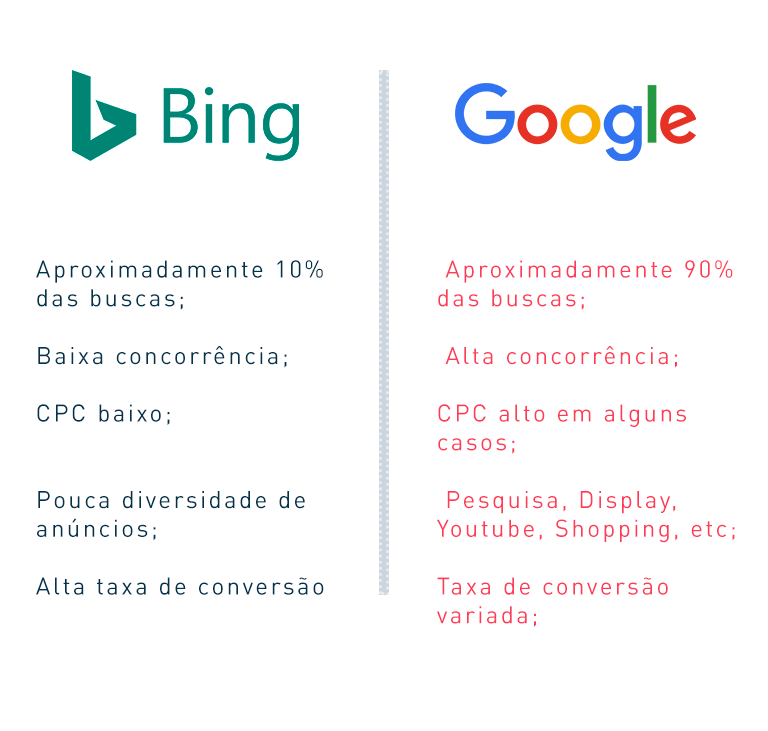 Bing
Aproximadamente 10%
das buscas;
Baixa concorrência;
CPC baixo;
Pouca diversidade de
anúncios;
Alta taxa de conversão
Google
Aproximadamente 90%
das buscas;
Alta concorrência;
CPC alto em alguns
casos;
Pesquisa, Display,
Youtube, Shopping, etc;
Taxa de conversão
variada;